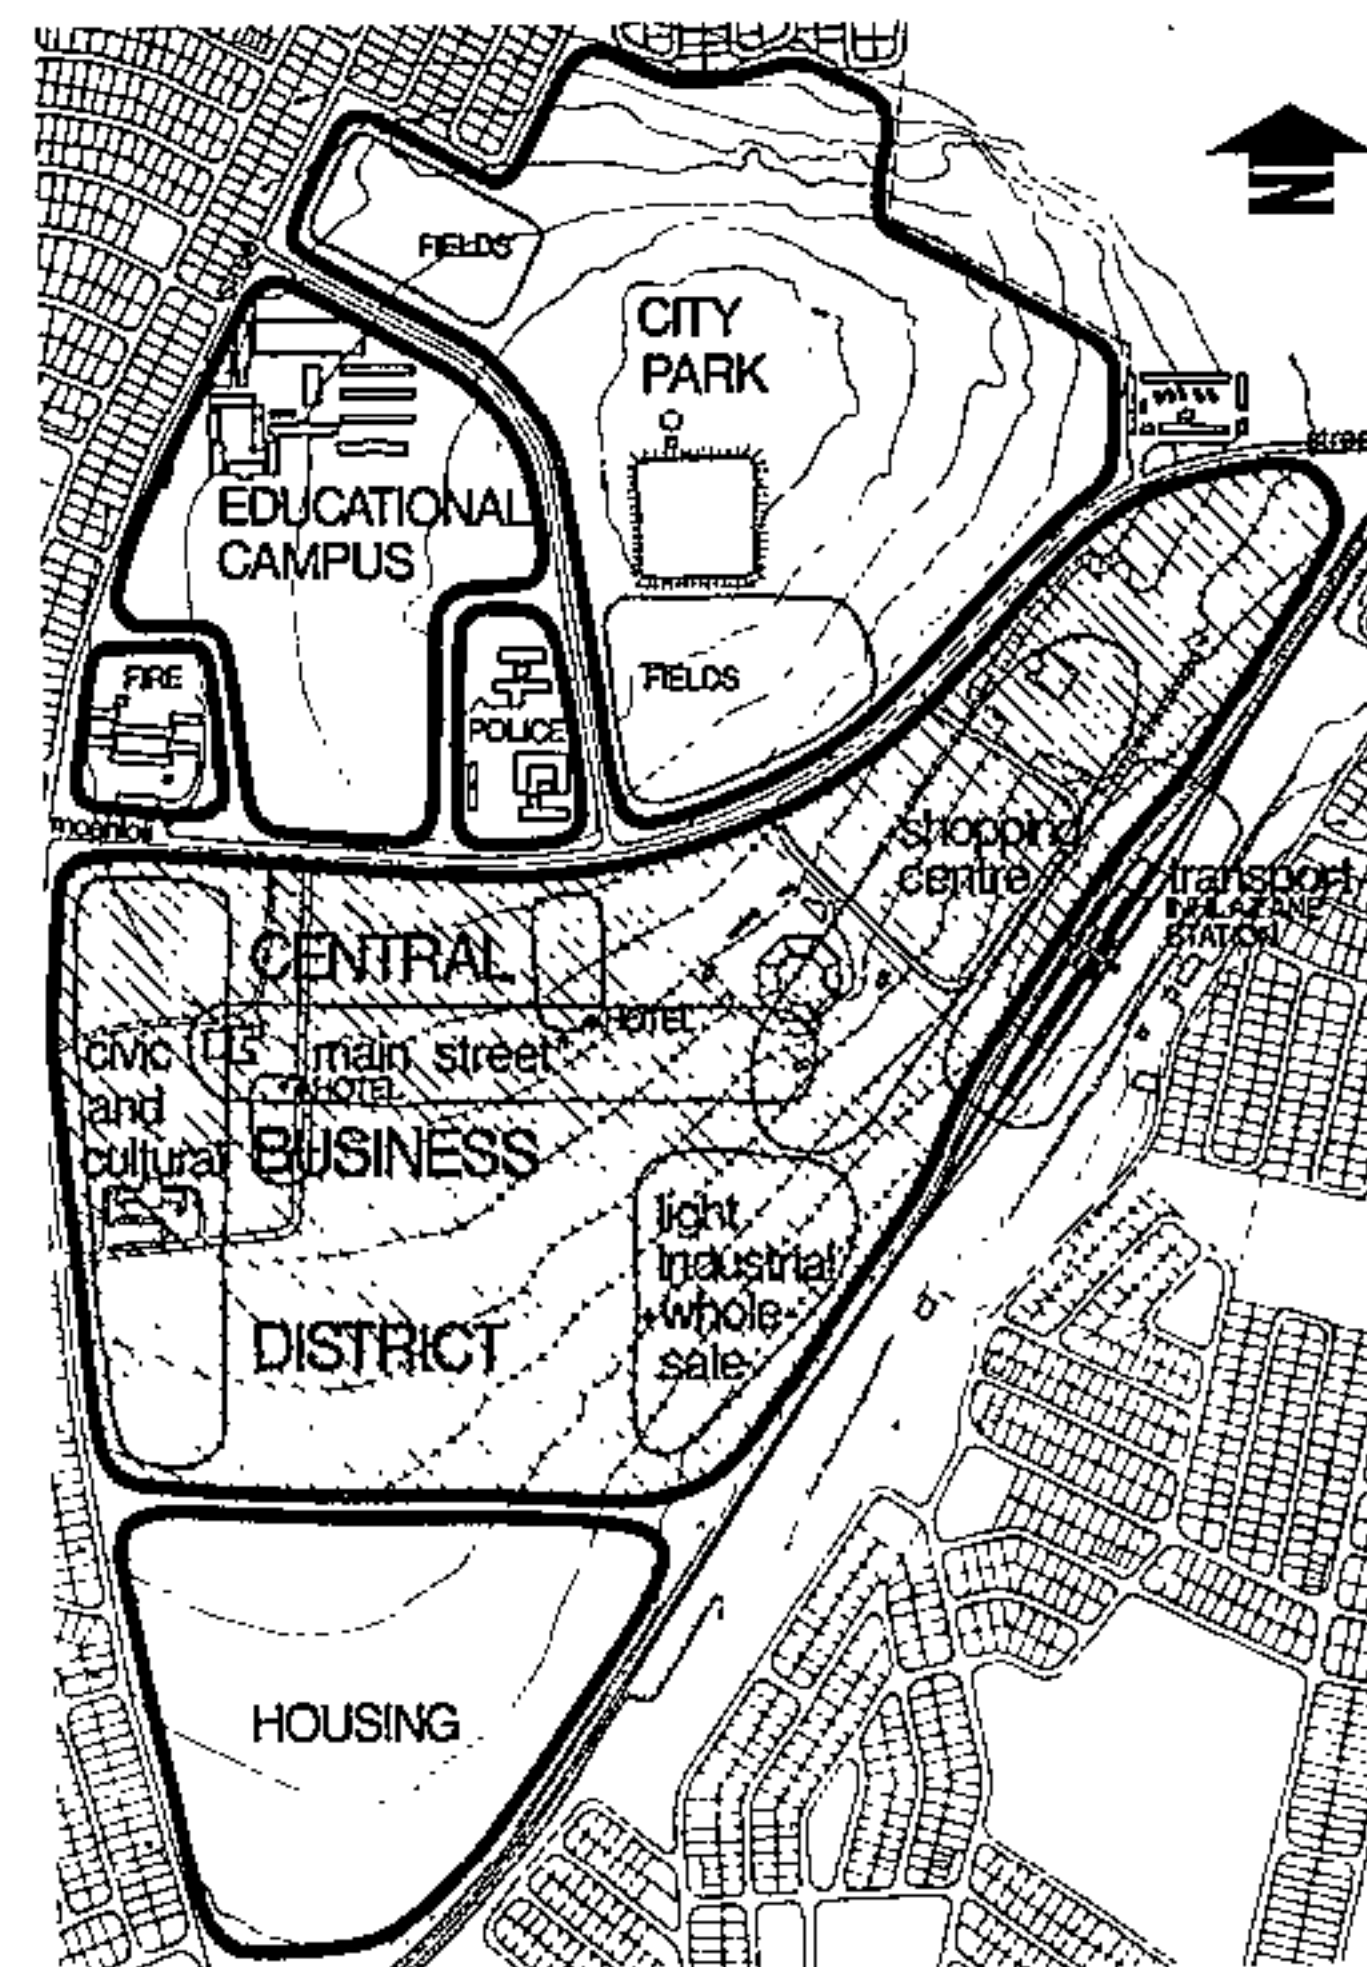 N
FIELDS
CITY
PARK
EDUCATIONAL
CAMPUS
FIRE
FIELDS
POLICE
shopping
centre
transport
INHLAZANE
STATION
CENTRAL
HOTEL
civic
and
cultural
main street
HOTEL
BUSINESS
light
industrial
whole-
sale
DISTRICT
HOUSING